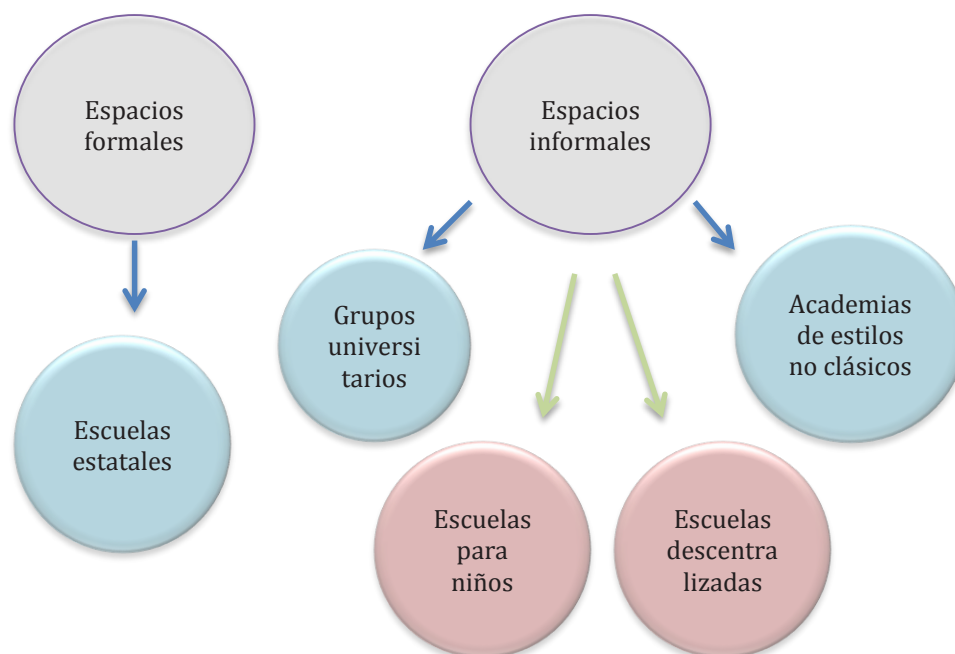 Espacios
formales
Espacios
informales
Grupos
universi
tarios
Academias
de estilos
no clásicos
Escuelas
estatales
Escuelas
para
niños
Escuelas
descentra
lizadas